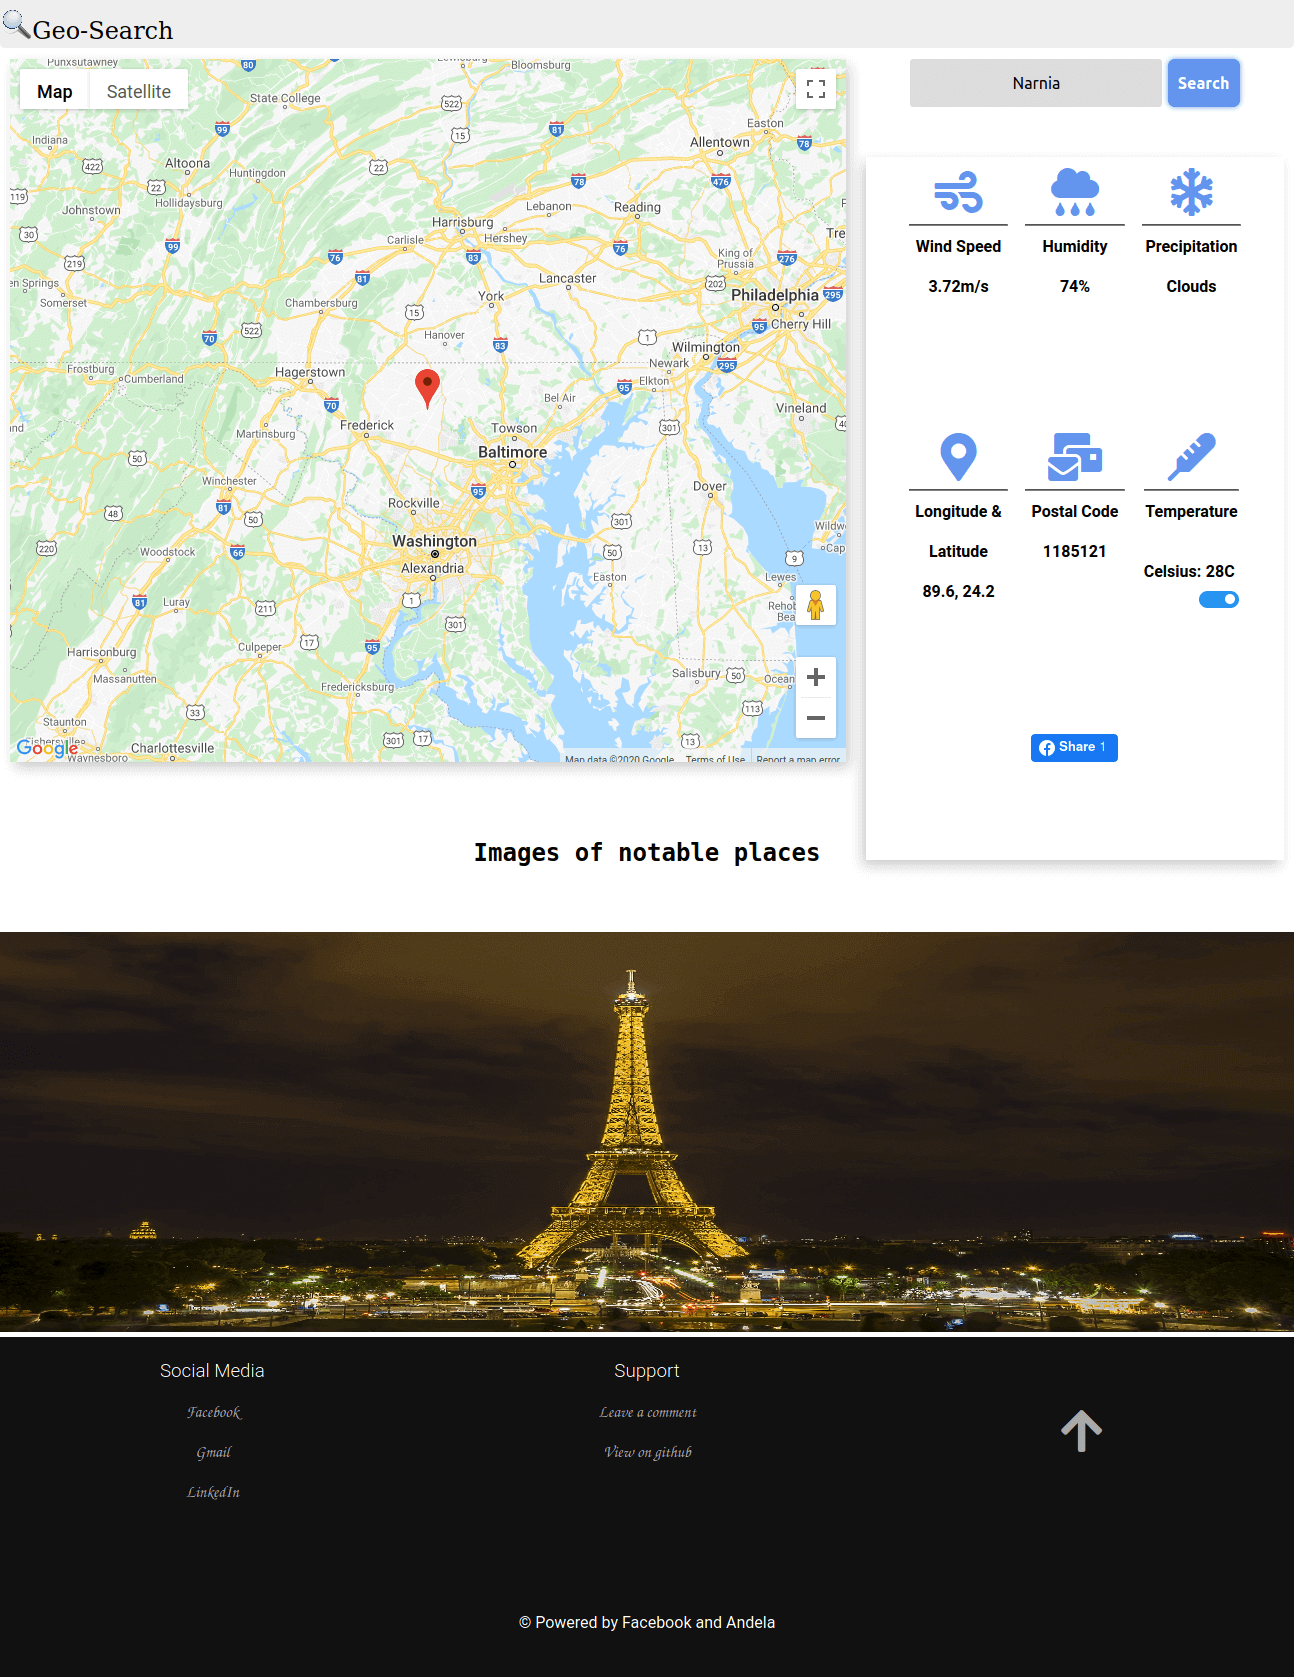 Geo-Search
Map
Satellite
Narnia
Search
Punxsutawney
Bloomsburg
State College
Indiana
Altoona
Huntingdon
Hollidaysburg
Johnstown
Allentown
Easton
Lebanon
Reading
Harrisburg
Carlisle
Hershey
King of
Prussia
Lancaster
York
Philadelphia
Cherry Hill
Somerset
Chambersburg
Hanover
Wilmington
Newark
Elkton
Frostburg
Cumberland
Hagerstown
Bel Air
Vineland
Martinsburg
Frederick
Towson
Baltimore
Winchester
Rockville
Dover
Woodstock
Washington
Alexandria
Easton
Lewes
Luray
Culpeper
Harrisonburg
Massanutten
Salisbury
Ocean
Fredericksburg
Staunton
Fishersville
Charlottesville
Waynesboro
Google
Map data ©2020 Google
Terms of Use
Report a map error
Wind Speed
3.72m/s
Humidity
74%
Precipitation
Clouds
Longitude &
Latitude
89.6, 24.2
Postal Code
1185121
Temperature
Celsius: 28C
Share 1
Images of notable places
Social Media
Facebook
Gmail
LinkedIn
Support
Leave a comment
View on github
© Powered by Facebook and Andela